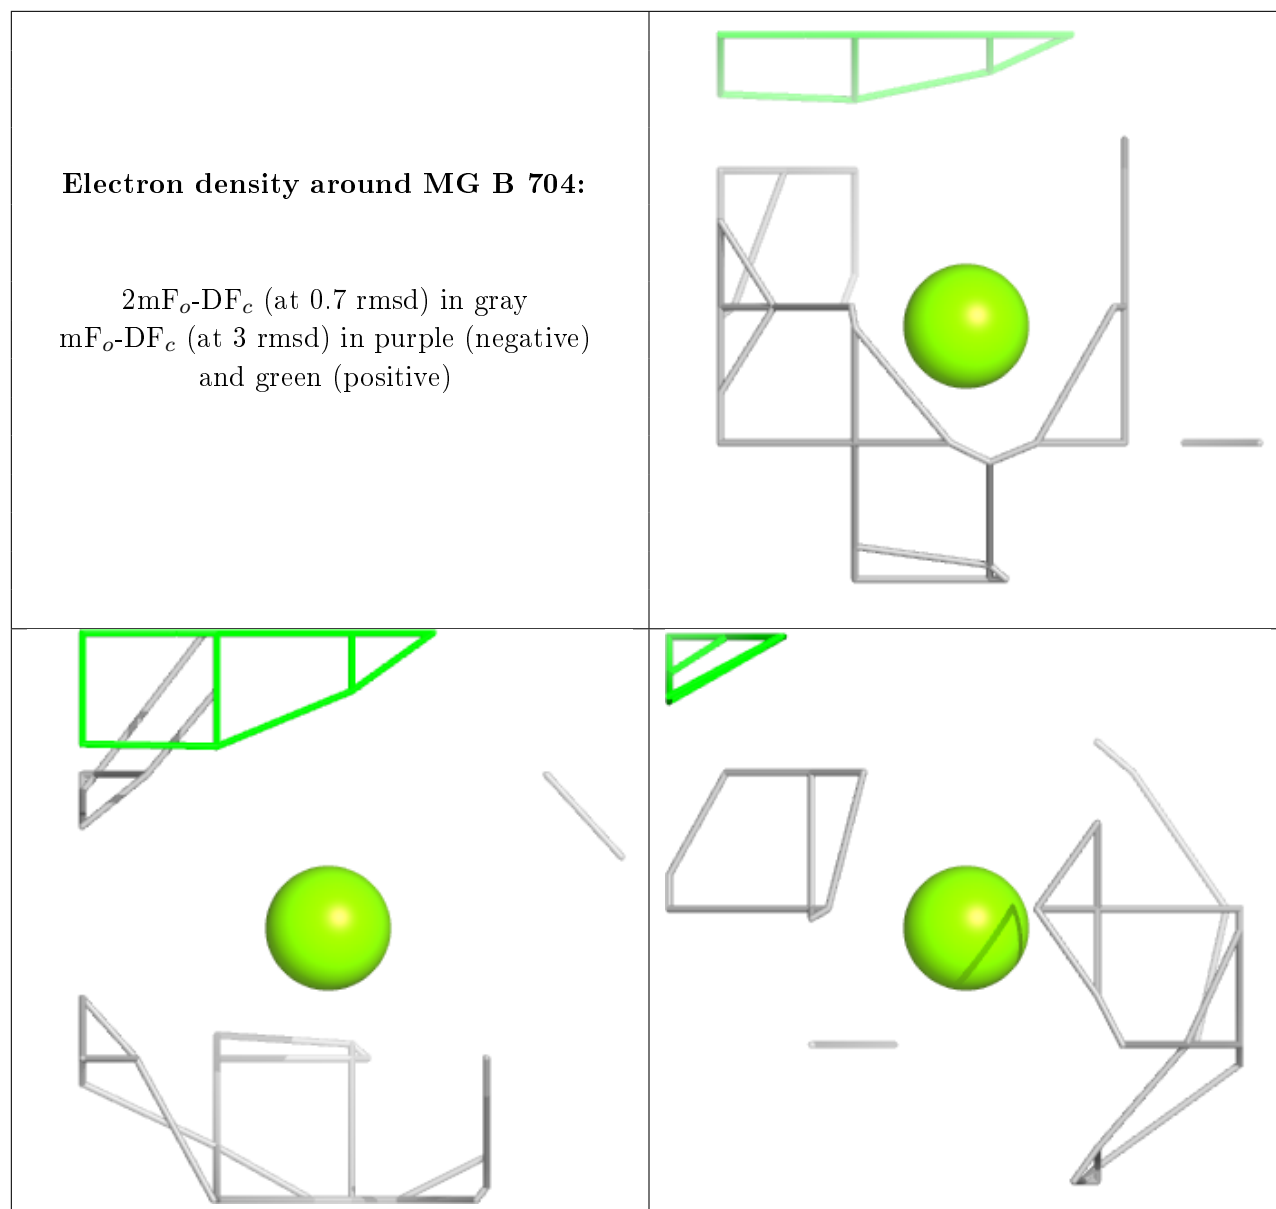 Electron density around MG B 704:
2mFo-DFc (at 0.7 rmsd) in gray
mFo-DFc (at 3 rmsd) in purple (negative)
and green (positive)